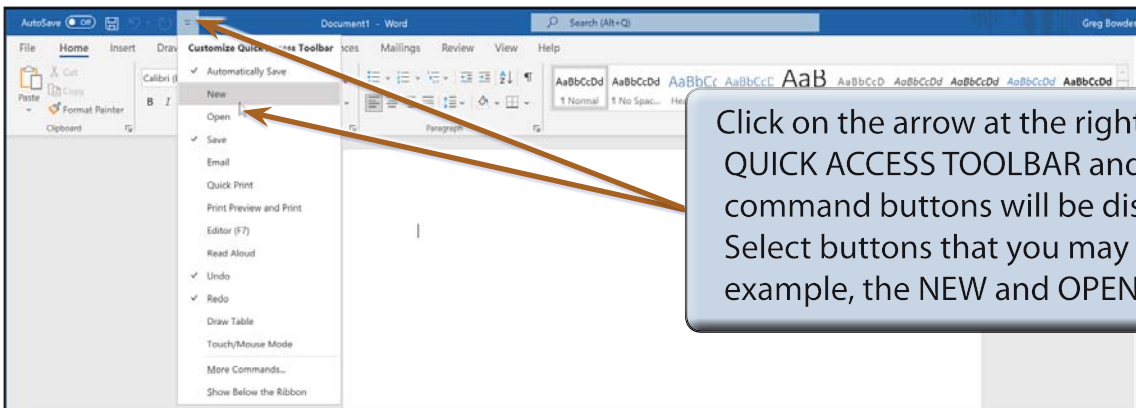 AutoSave Off Document1 - Word Search (Alt+Q) Greg Bowden
File Home Insert Draw Mailings Review View Help
Customize Quick Access Toolbar
Automatically Save
New
Open
Save
Email
Quick Print
Print Preview and Print
Editor (F7)
Read Aloud
Undo
Redo
Draw Table
Touch/Mouse Mode
More Commands...
Show Below the Ribbon
Cut
Copy
Paste
Format Painter
Clipboard
Calibri
B I
Paragraph
AaBbCcDd AaBbCcDd AaBbCc AaBbCcC AaB AaBbCcD AaBbCcDd AaBbCcDd AaBbCcDd AaBbCcDd
¶ Normal ¶ No Spac...
Click on the arrow at the right
QUICK ACCESS TOOLBAR and
command buttons will be
Select buttons that you may
example, the NEW and OPEN